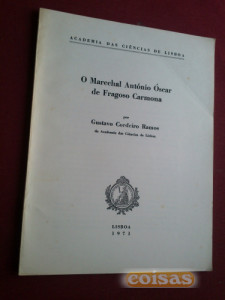 ACADEMIA DAS CIÊNCIAS DE LISBOA
O Marechal António Óscar
de Fragoso Carmona
por
Gustavo Cordeiro Ramos
da Academia das Ciências de Lisboa
LISBOA
1971
coisas